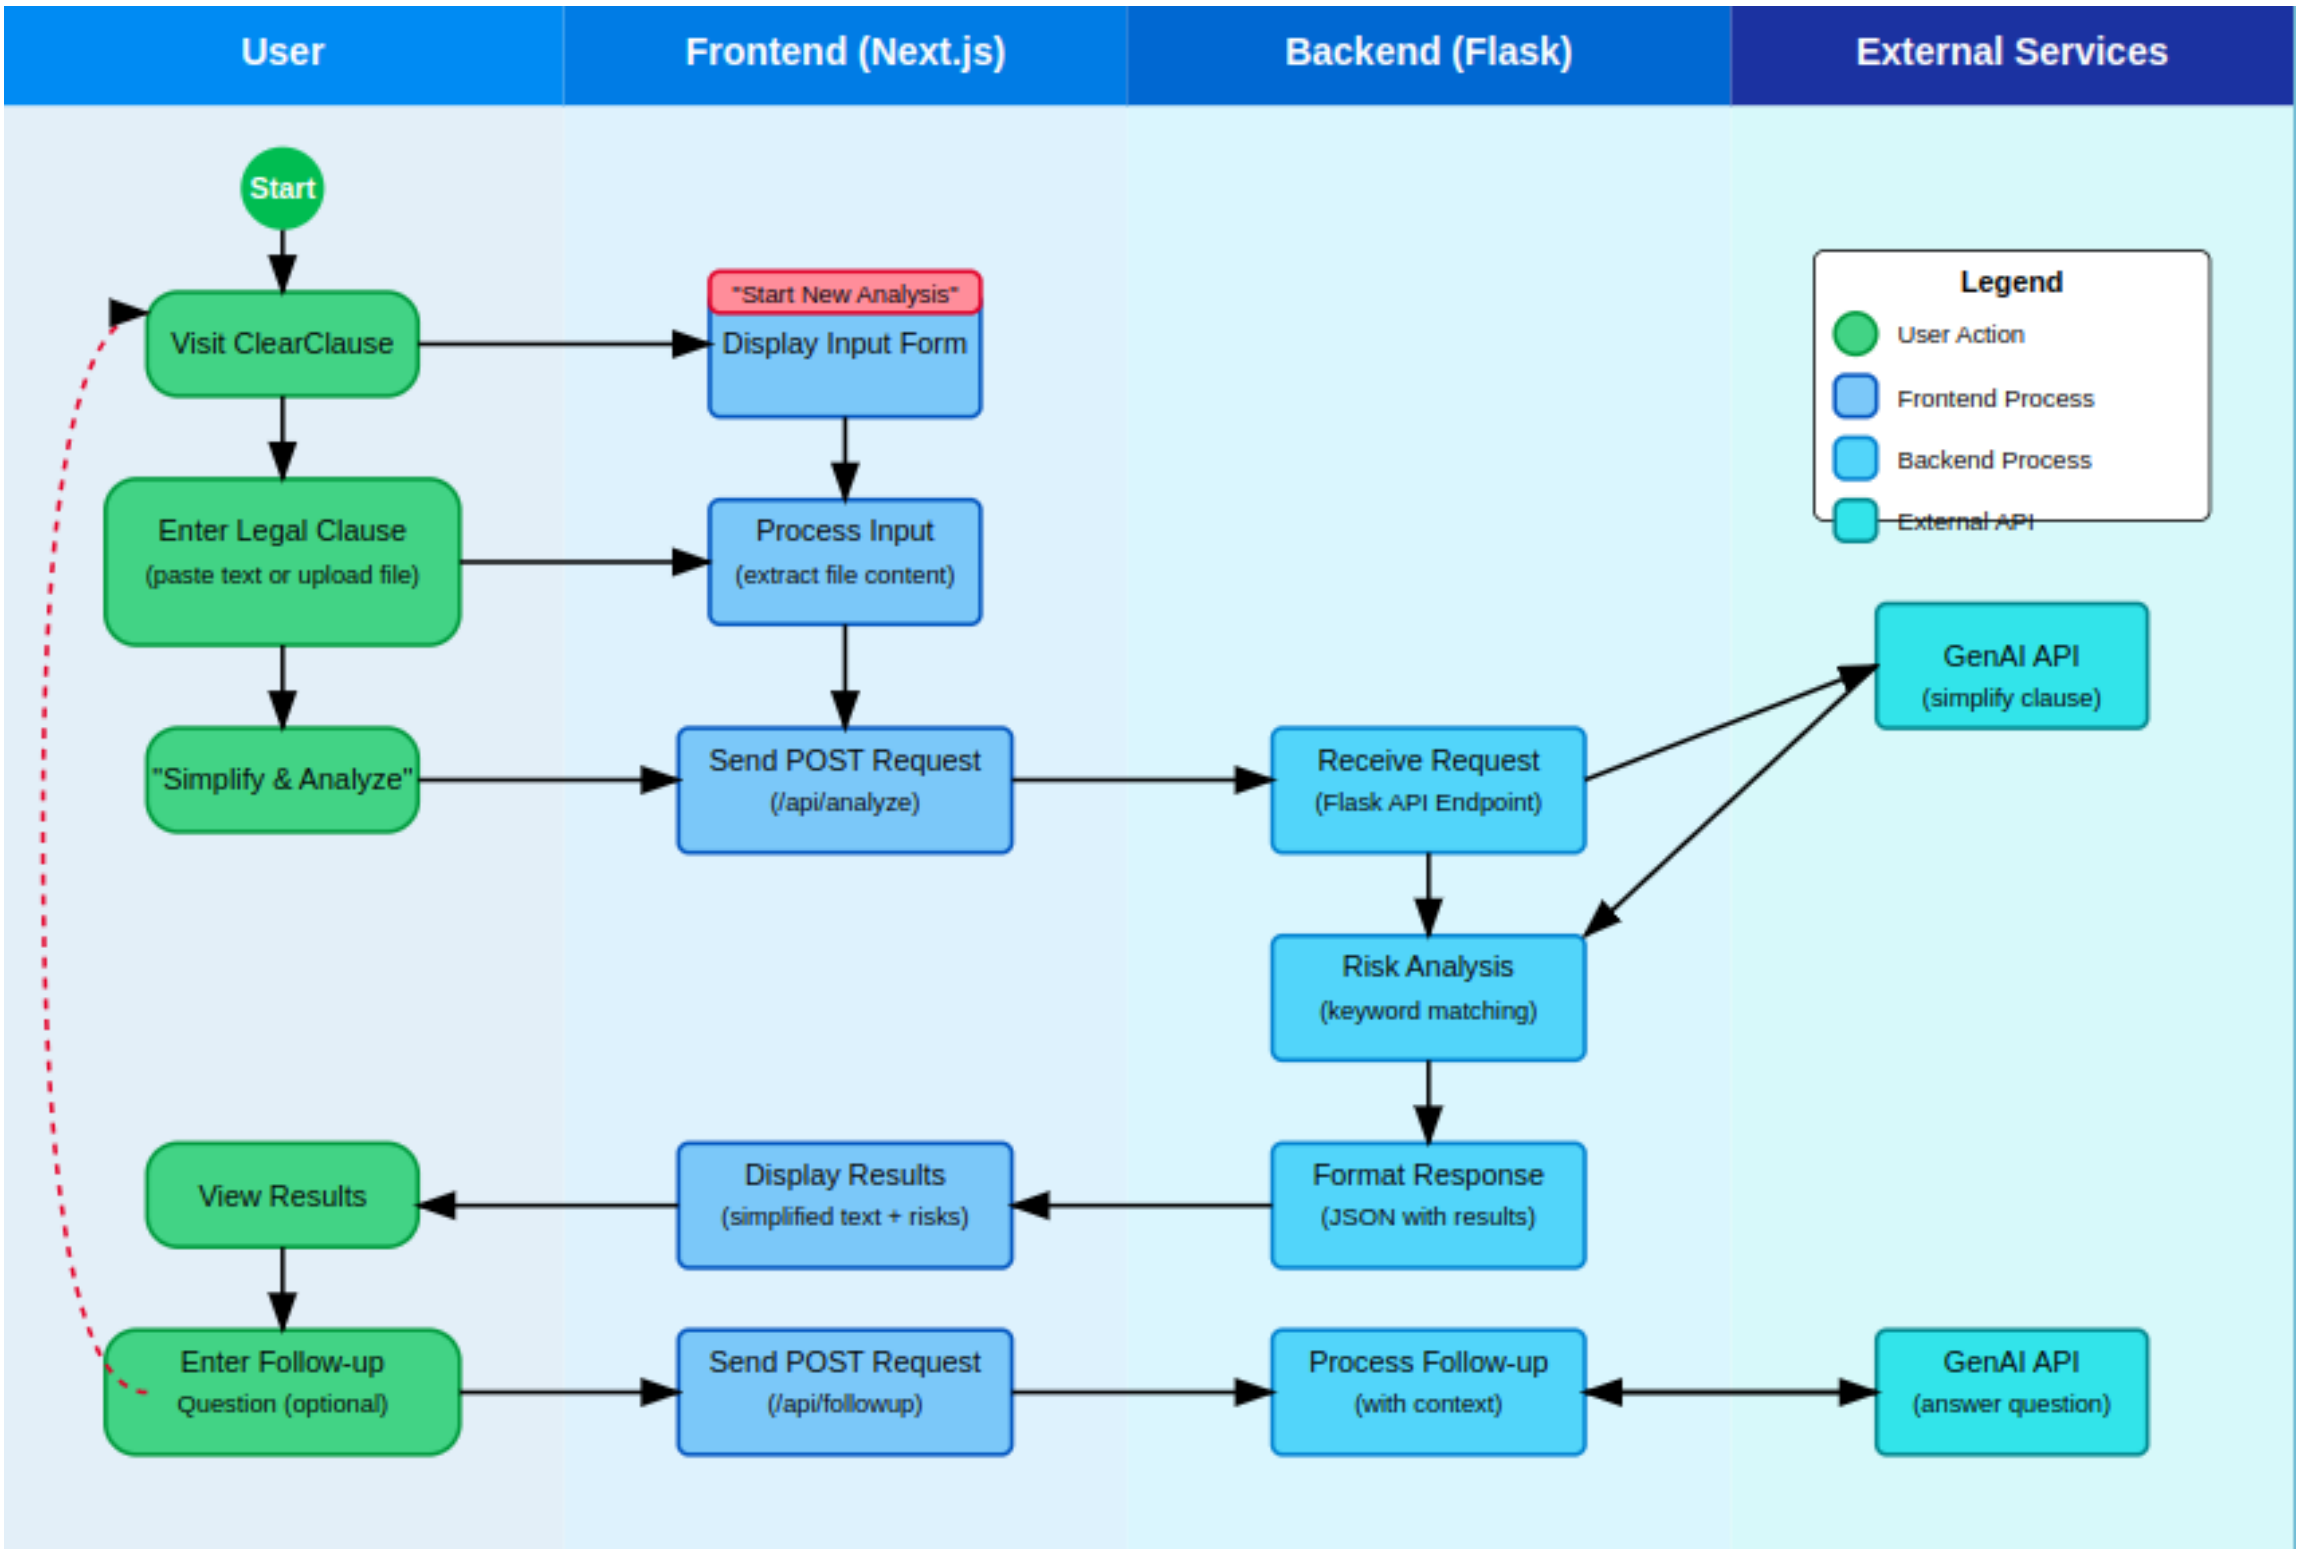 User
Frontend (Next.js)
Backend (Flask)
External Services
Start
"Start New Analysis"
Visit ClearClause
Display Input Form
Legend
User Action
Frontend Process
Backend Process
External API
Enter Legal Clause
(paste text or upload file)
Process Input
(extract file content)
GenAI API
(simplify clause)
"Simplify & Analyze"
Send POST Request
(/api/analyze)
Receive Request
(Flask API Endpoint)
Risk Analysis
(keyword matching)
View Results
Display Results
(simplified text + risks)
Format Response
(JSON with results)
Enter Follow-up
Question (optional)
Send POST Request
(/api/followup)
Process Follow-up
(with context)
GenAI API
(answer question)